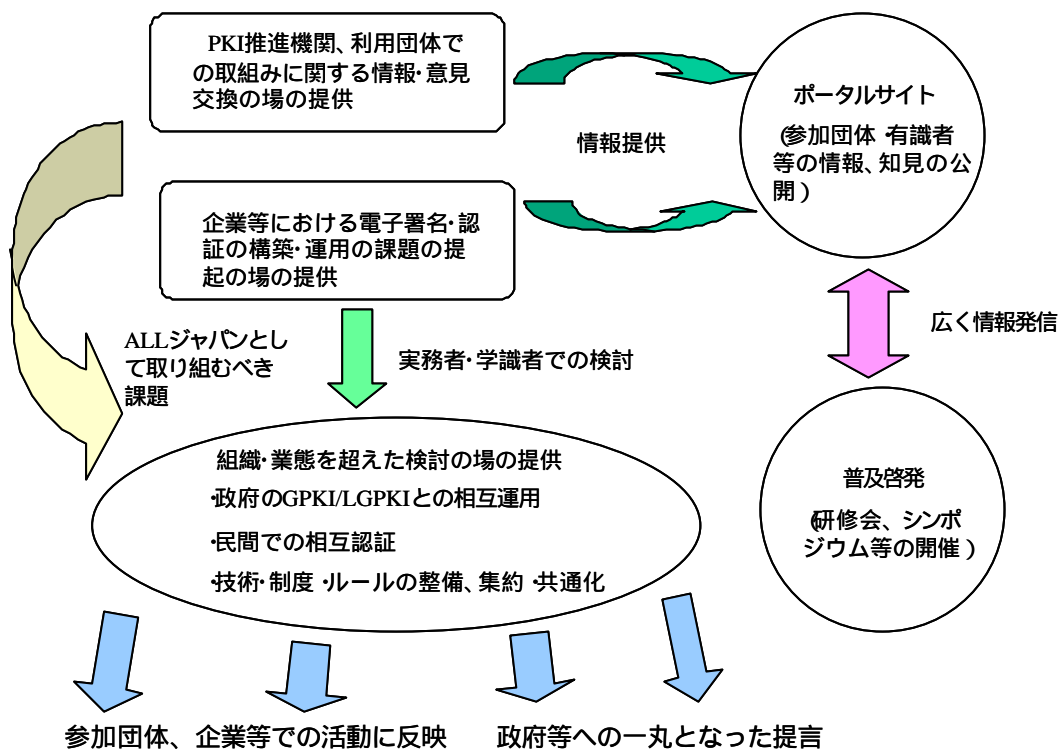 PKI推進機関、利用団体で
の取組みに関する情報・意見
交換の場の提供
情報提供
ポータルサイト
(参加団体・有識者
等の情報、知見の公
開)
企業等における電子署名・認
証の構築・運用の課題の提
起の場の提供
広く情報発信
ALLジャパンとし
て取り組むべき
課題
実務者・学識者での検討
組織・業態を超えた検討の場の提供
・政府のGPKI/LGPKIとの相互運用
・民間での相互認証
・技術・制度・ルールの整備、集約・共通化
普及啓発
(研修会、シンポ
ジウム等の開催)
参加団体、企業等での活動に反映
政府等への一丸となった提言